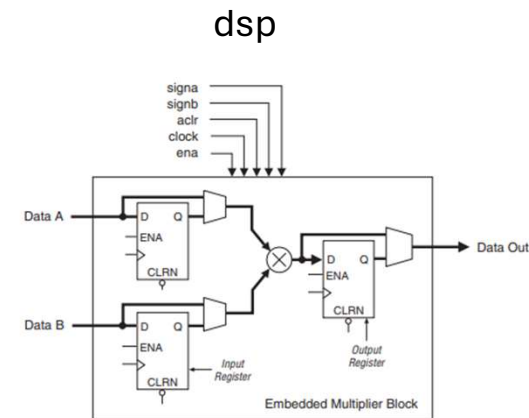 dsp
signa
signb
aclr
clock
ena
Data A
D Q
ENA
CLRN
Data Out
D Q
ENA
CLRN
Data B
D Q
ENA
CLRN
Input
Register
Output
Register
Embedded Multiplier Block